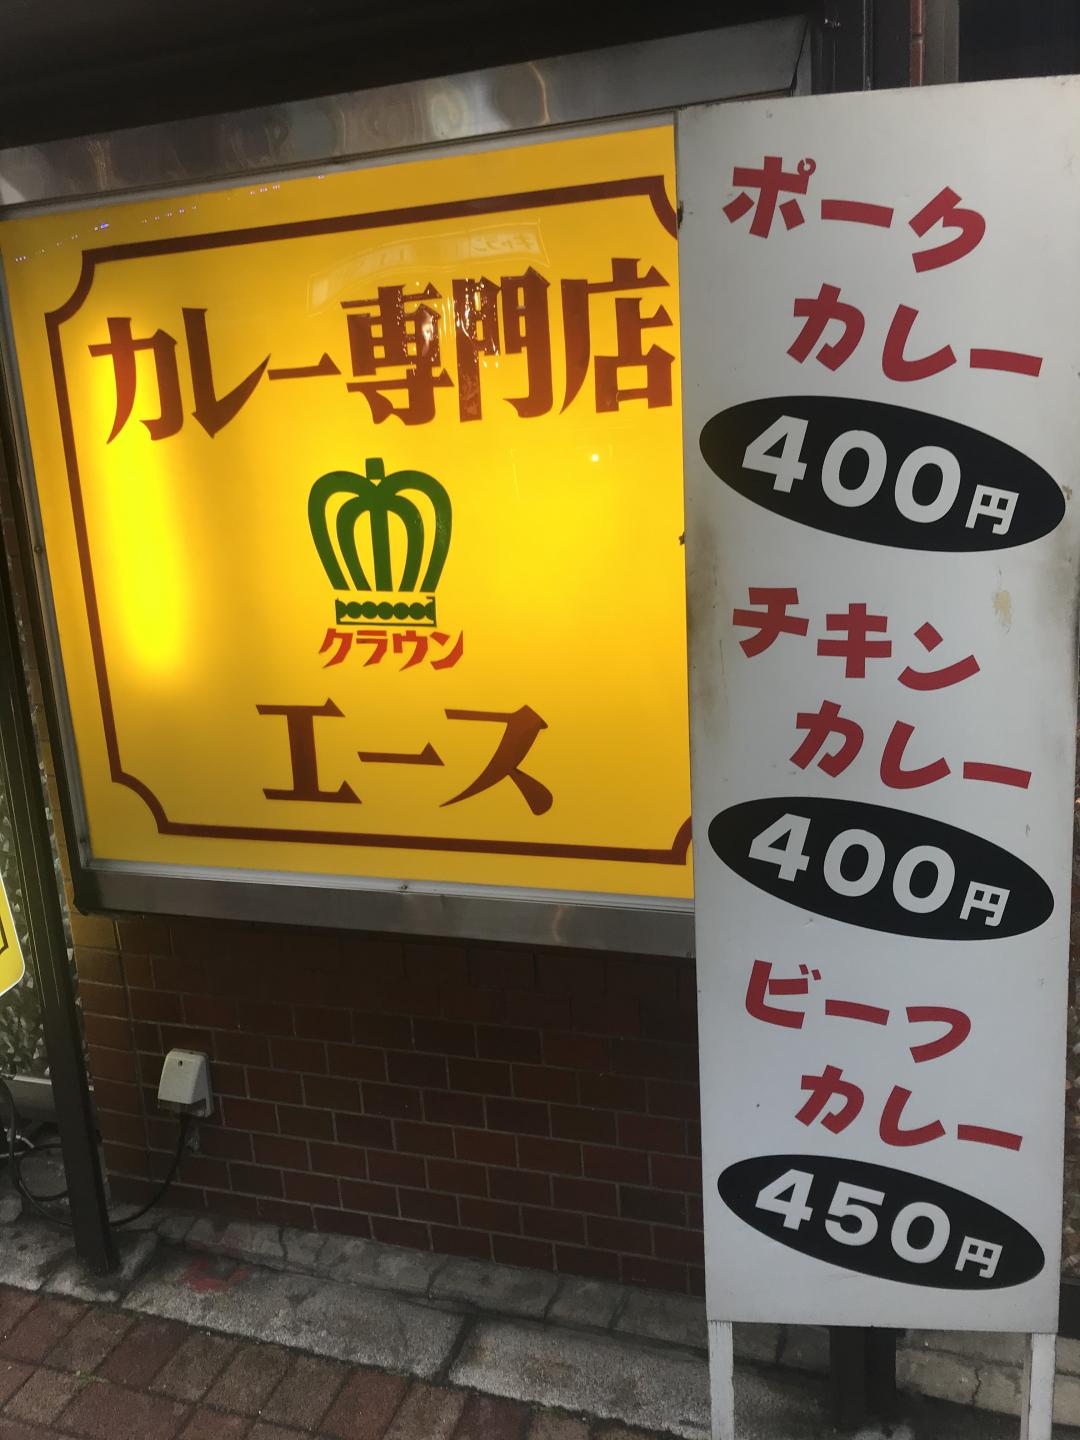 カレー専門店
クラウン
エース
ポーク
カレー
400円
チキン
カレー
400円
ビーフ
カレー
450円